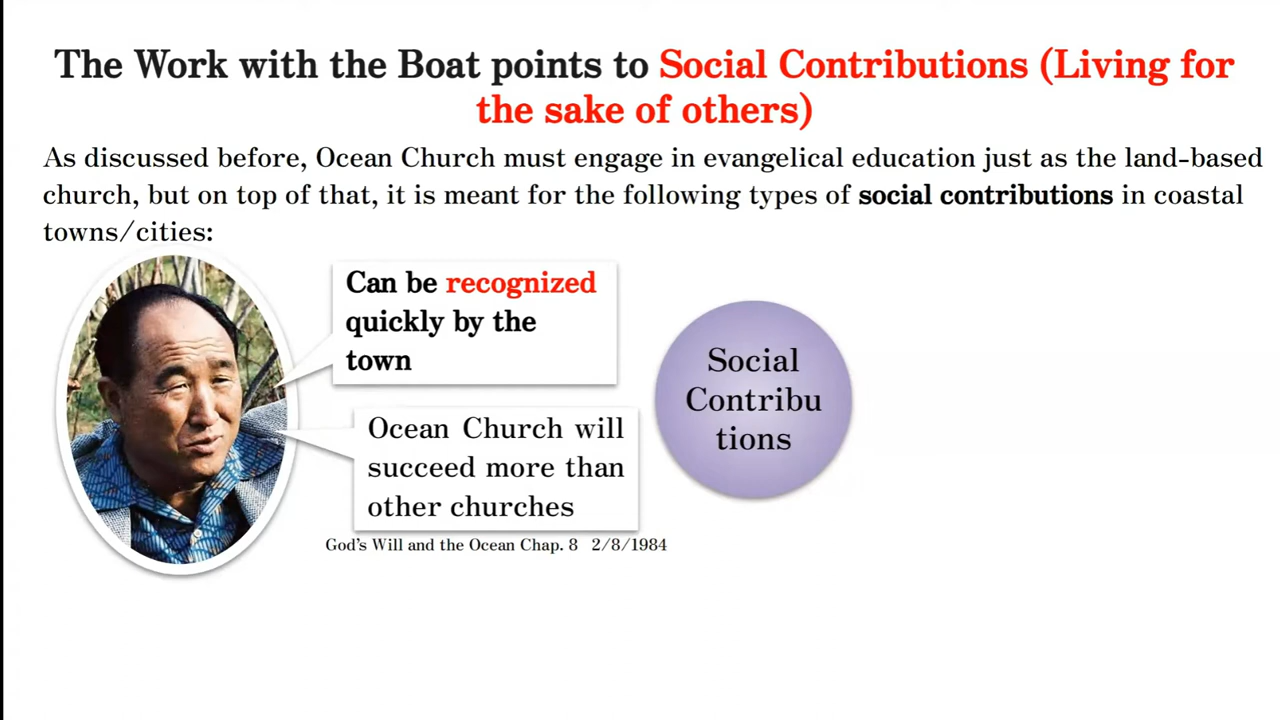 The Work with the Boat points to Social Contributions (Living for
the sake of others)
As discussed before, Ocean Church must engage in evangelical education just as the land-based
church, but on top of that, it is meant for the following types of social contributions in coastal
towns/cities:
Can be recognized
quickly by the
town
Ocean Church will
succeed more than
other churches
God's Will and the Ocean Chap. 8 2/8/1984
Social
Contribu
tions